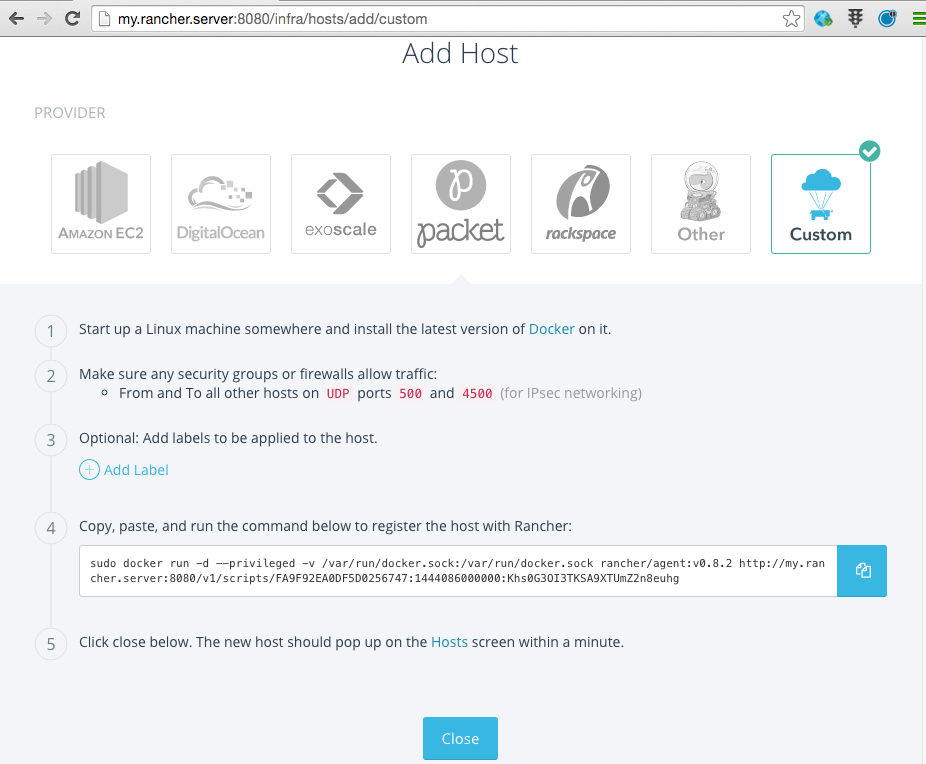 my.rancher.server:8080/infra/hosts/add/custom
Add Host
PROVIDER
AMAZON EC2
DigitalOcean
exoscale
packet
rackspace
Other
Custom
1
Start up a Linux machine somewhere and install the latest version of Docker on it.
2
Make sure any security groups or firewalls allow traffic:
From and To all other hosts on UDP ports 500 and 4500 (for IPsec networking)
3
Optional: Add labels to be applied to the host.
+ Add Label
4
Copy, paste, and run the command below to register the host with Rancher:
sudo docker run -d --privileged -v /var/run/docker.sock:/var/run/docker.sock rancher/agent:v0.8.2 http://my.ran
cher.server:8080/v1/scripts/FA9F92EA0DF5D0256747:1444086000000:Khs0G3OI3TKSA9XTUmZ2n8euhg
5
Click close below. The new host should pop up on the Hosts screen within a minute.
Close